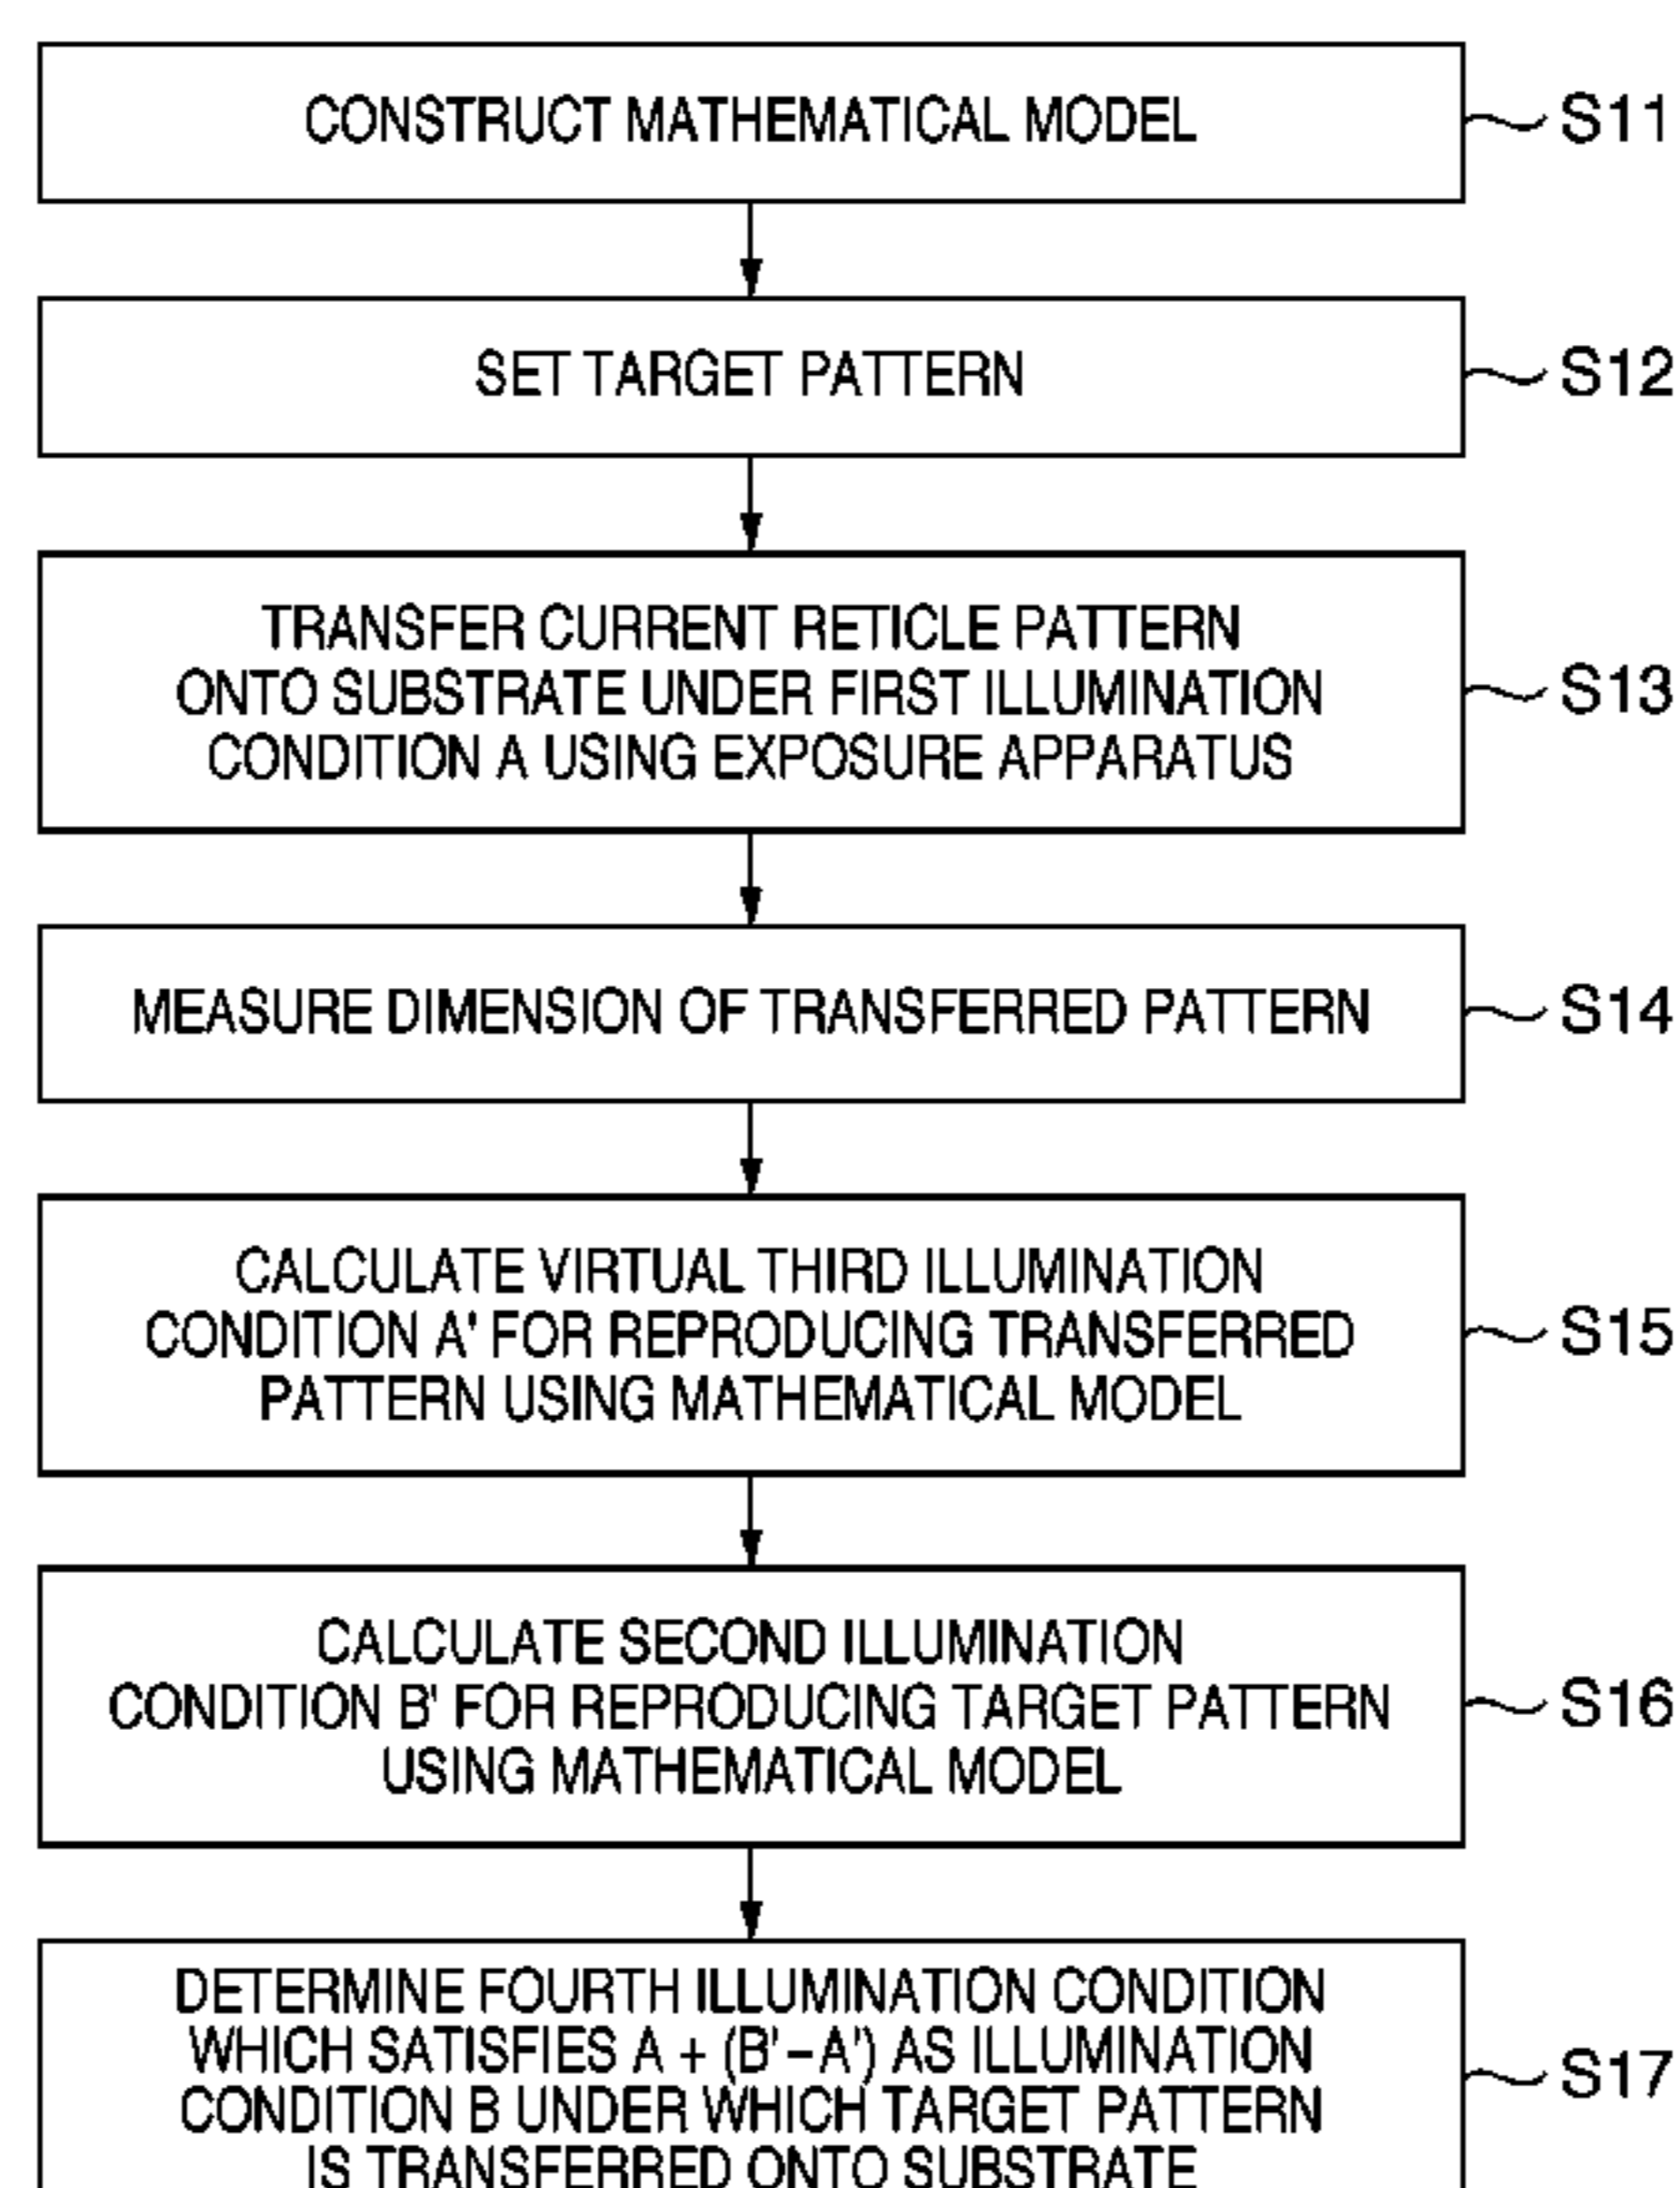 CONSTRUCT MATHEMATICAL MODEL
S11
SET TARGET PATTERN
S12
TRANSFER CURRENT RETICLE PATTERN
ONTO SUBSTRATE UNDER FIRST ILLUMINATION
CONDITION A USING EXPOSURE APPARATUS
S13
MEASURE DIMENSION OF TRANSFERRED PATTERN
S14
CALCULATE VIRTUAL THIRD ILLUMINATION
CONDITION A' FOR REPRODUCING TRANSFERRED
PATTERN USING MATHEMATICAL MODEL
S15
CALCULATE SECOND ILLUMINATION
CONDITION B' FOR REPRODUCING TARGET PATTERN
USING MATHEMATICAL MODEL
S16
DETERMINE FOURTH ILLUMINATION CONDITION
WHICH SATISFIES A + (B'–A') AS ILLUMINATION
CONDITION B UNDER WHICH TARGET PATTERN
IS TRANSFERRED ONTO SUBSTRATE
S17